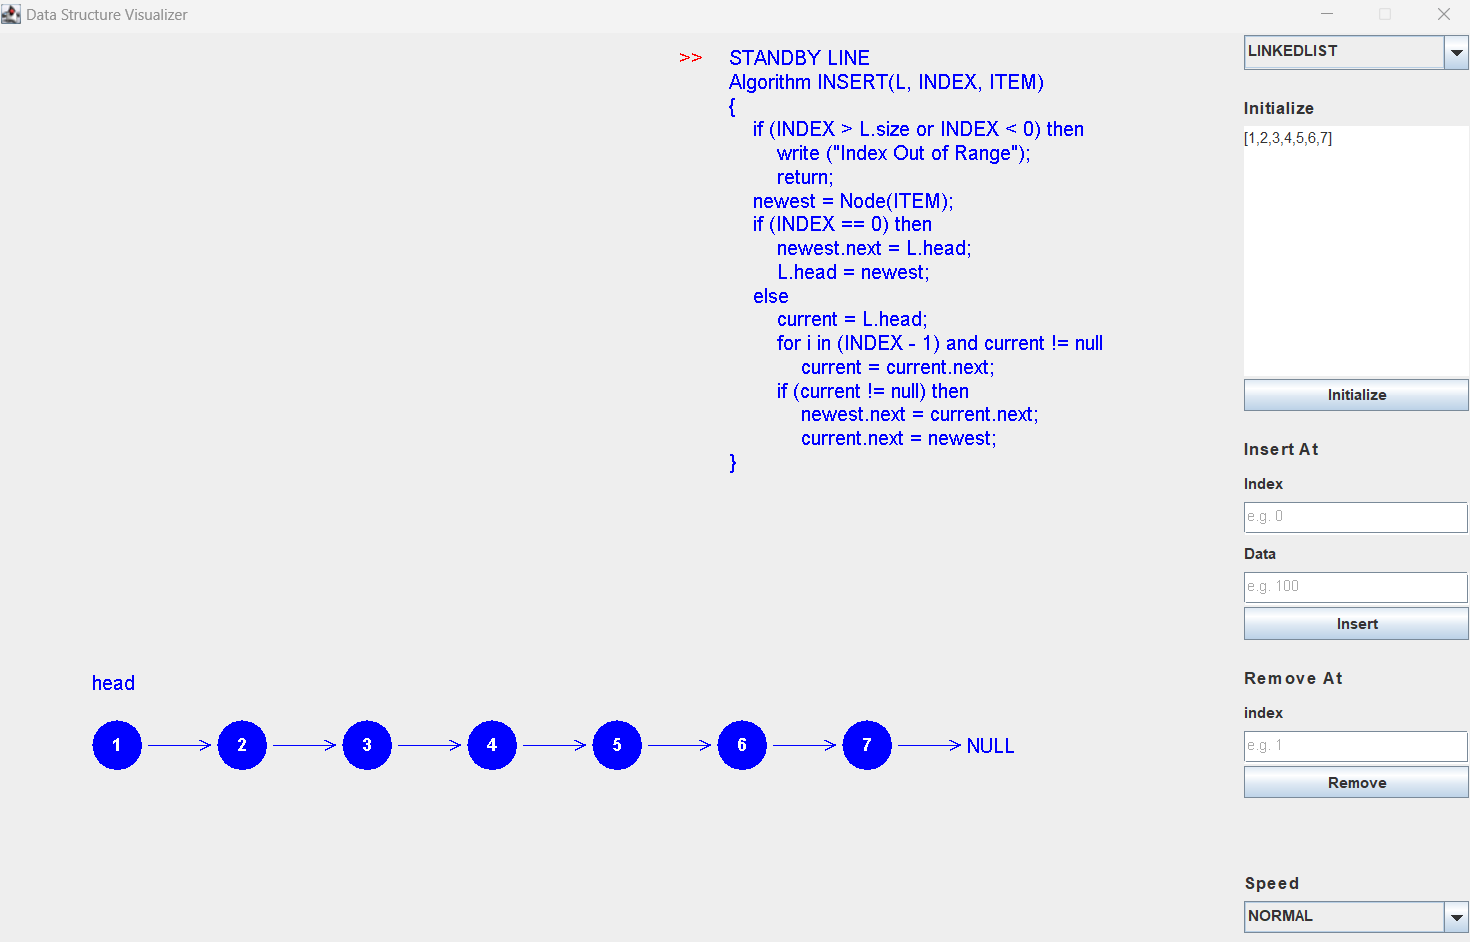 Data Structure Visualizer
>> STANDBY LINE
Algorithm INSERT(L, INDEX, ITEM)
{
if (INDEX > L.size or INDEX < 0) then
write ("Index Out of Range");
return;
newest = Node(ITEM);
if (INDEX == 0) then
newest.next = L.head;
L.head = newest;
else
current = L.head;
for i in (INDEX - 1) and current != null
current = current.next;
if (current != null) then
newest.next = current.next;
current.next = newest;
}
head
1 2 3 4 5 6 7 NULL
LINKEDLIST
Initialize
[1,2,3,4,5,6,7]
Initialize
Insert At
Index
e.g. 0
Data
e.g. 100
Insert
Remove At
index
e.g. 1
Remove
Speed
NORMAL